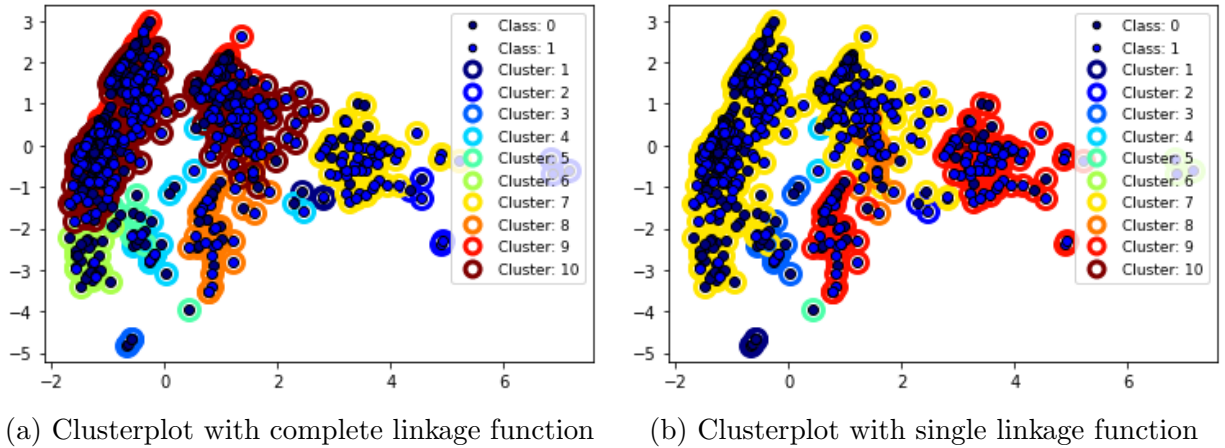 3
2
1
0
−1
−2
−3
−4
−5
−2
0
2
4
6
Class: 0
Class: 1
Cluster: 1
Cluster: 2
Cluster: 3
Cluster: 4
Cluster: 5
Cluster: 6
Cluster: 7
Cluster: 8
Cluster: 9
Cluster: 10
(a) Clusterplot with complete linkage function
3
2
1
0
−1
−2
−3
−4
−5
−2
0
2
4
6
Class: 0
Class: 1
Cluster: 1
Cluster: 2
Cluster: 3
Cluster: 4
Cluster: 5
Cluster: 6
Cluster: 7
Cluster: 8
Cluster: 9
Cluster: 10
(b) Clusterplot with single linkage function